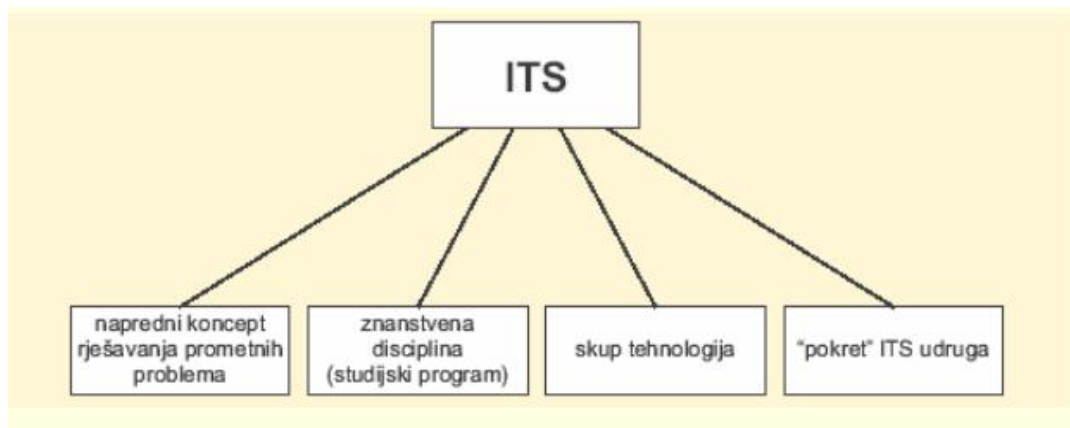 ITS
napredni koncept
rješavanja prometnih
problema
znanstvena
disciplina
(studijski program)
skup tehnologija
"pokret" ITS udruga